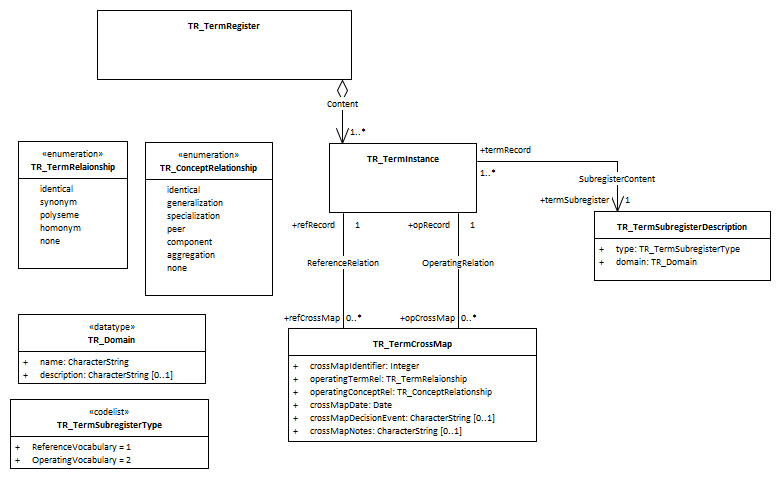 TR_TermRegister
Content
1..*
«enumeration»
TR_TermRelaionship
identical
synonym
polyseme
homonym
none
«enumeration»
TR_ConceptRelationship
identical
generalization
specialization
peer
component
aggregation
none
TR_TermInstance
+termRecord
1..*
SubregisterContent
+termSubregister
1
TR_TermSubregisterDescription
+ type: TR_TermSubregisterType
+ domain: TR_Domain
+refRecord
1
+opRecord
1
ReferenceRelation
OperatingRelation
+refCrossMap
0..*
+opCrossMap
0..*
«datatype»
TR_Domain
+ name: CharacterString
+ description: CharacterString [0..1]
TR_TermCrossMap
+ crossMapIdentifier: Integer
+ operatingTermRel: TR_TermRelaionship
+ operatingConceptRel: TR_ConceptRelationship
+ crossMapDate: Date
+ crossMapDecisionEvent: CharacterString [0..1]
+ crossMapNotes: CharacterString [0..1]
«codelist»
TR_TermSubregisterType
+ ReferenceVocabulary = 1
+ OperatingVocabulary = 2